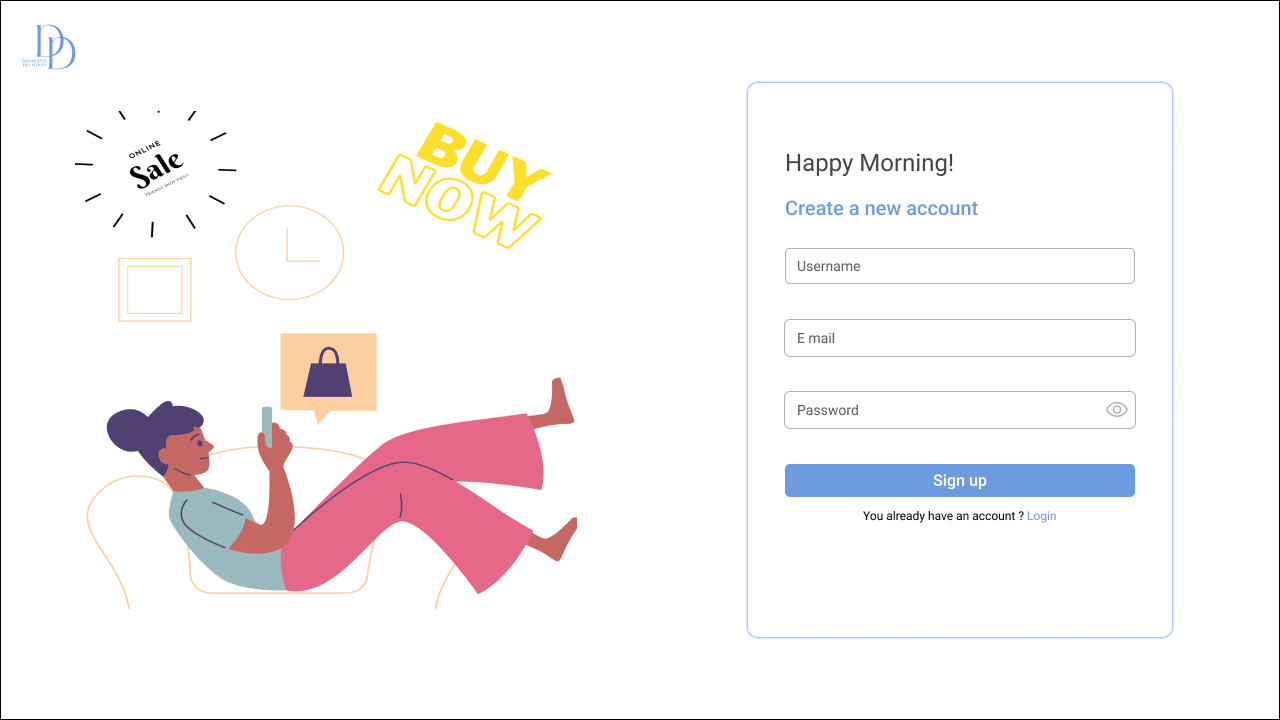 DD
DOMESTIC
DELIGHTS
ONLINE
Sale
BUY
NOW
Happy Morning!
Create a new account
Username
E mail
Password
Sign up
You already have an account ? Login